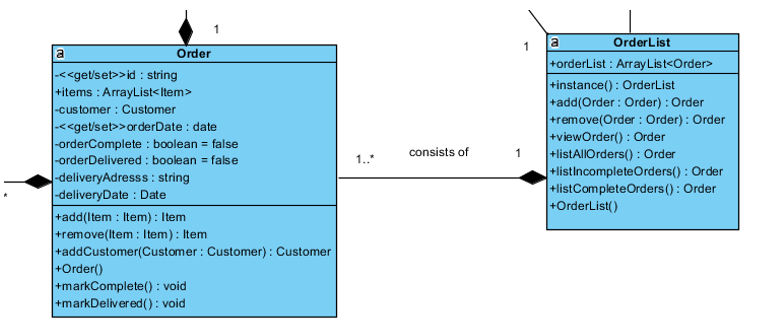 1
a
Order
-<<get/set>>id : string
+items : ArrayList<Item>
-customer : Customer
-<<get/set>>orderDate : date
-orderComplete : boolean = false
-orderDelivered : boolean = false
-deliveryAdresss : string
-deliveryDate : Date
+add(Item : Item) : Item
+remove(Item : Item) : Item
+addCustomer(Customer : Customer) : Customer
+Order()
+markComplete() : void
+markDelivered() : void
*
1..*
consists of
1
1
a
OrderList
+orderList : ArrayList<Order>
+instance() : OrderList
+add(Order : Order) : Order
+remove(Order : Order) : Order
+viewOrder() : Order
+listAllOrders() : Order
+listIncompleteOrders() : Order
+listCompleteOrders() : Order
+OrderList()